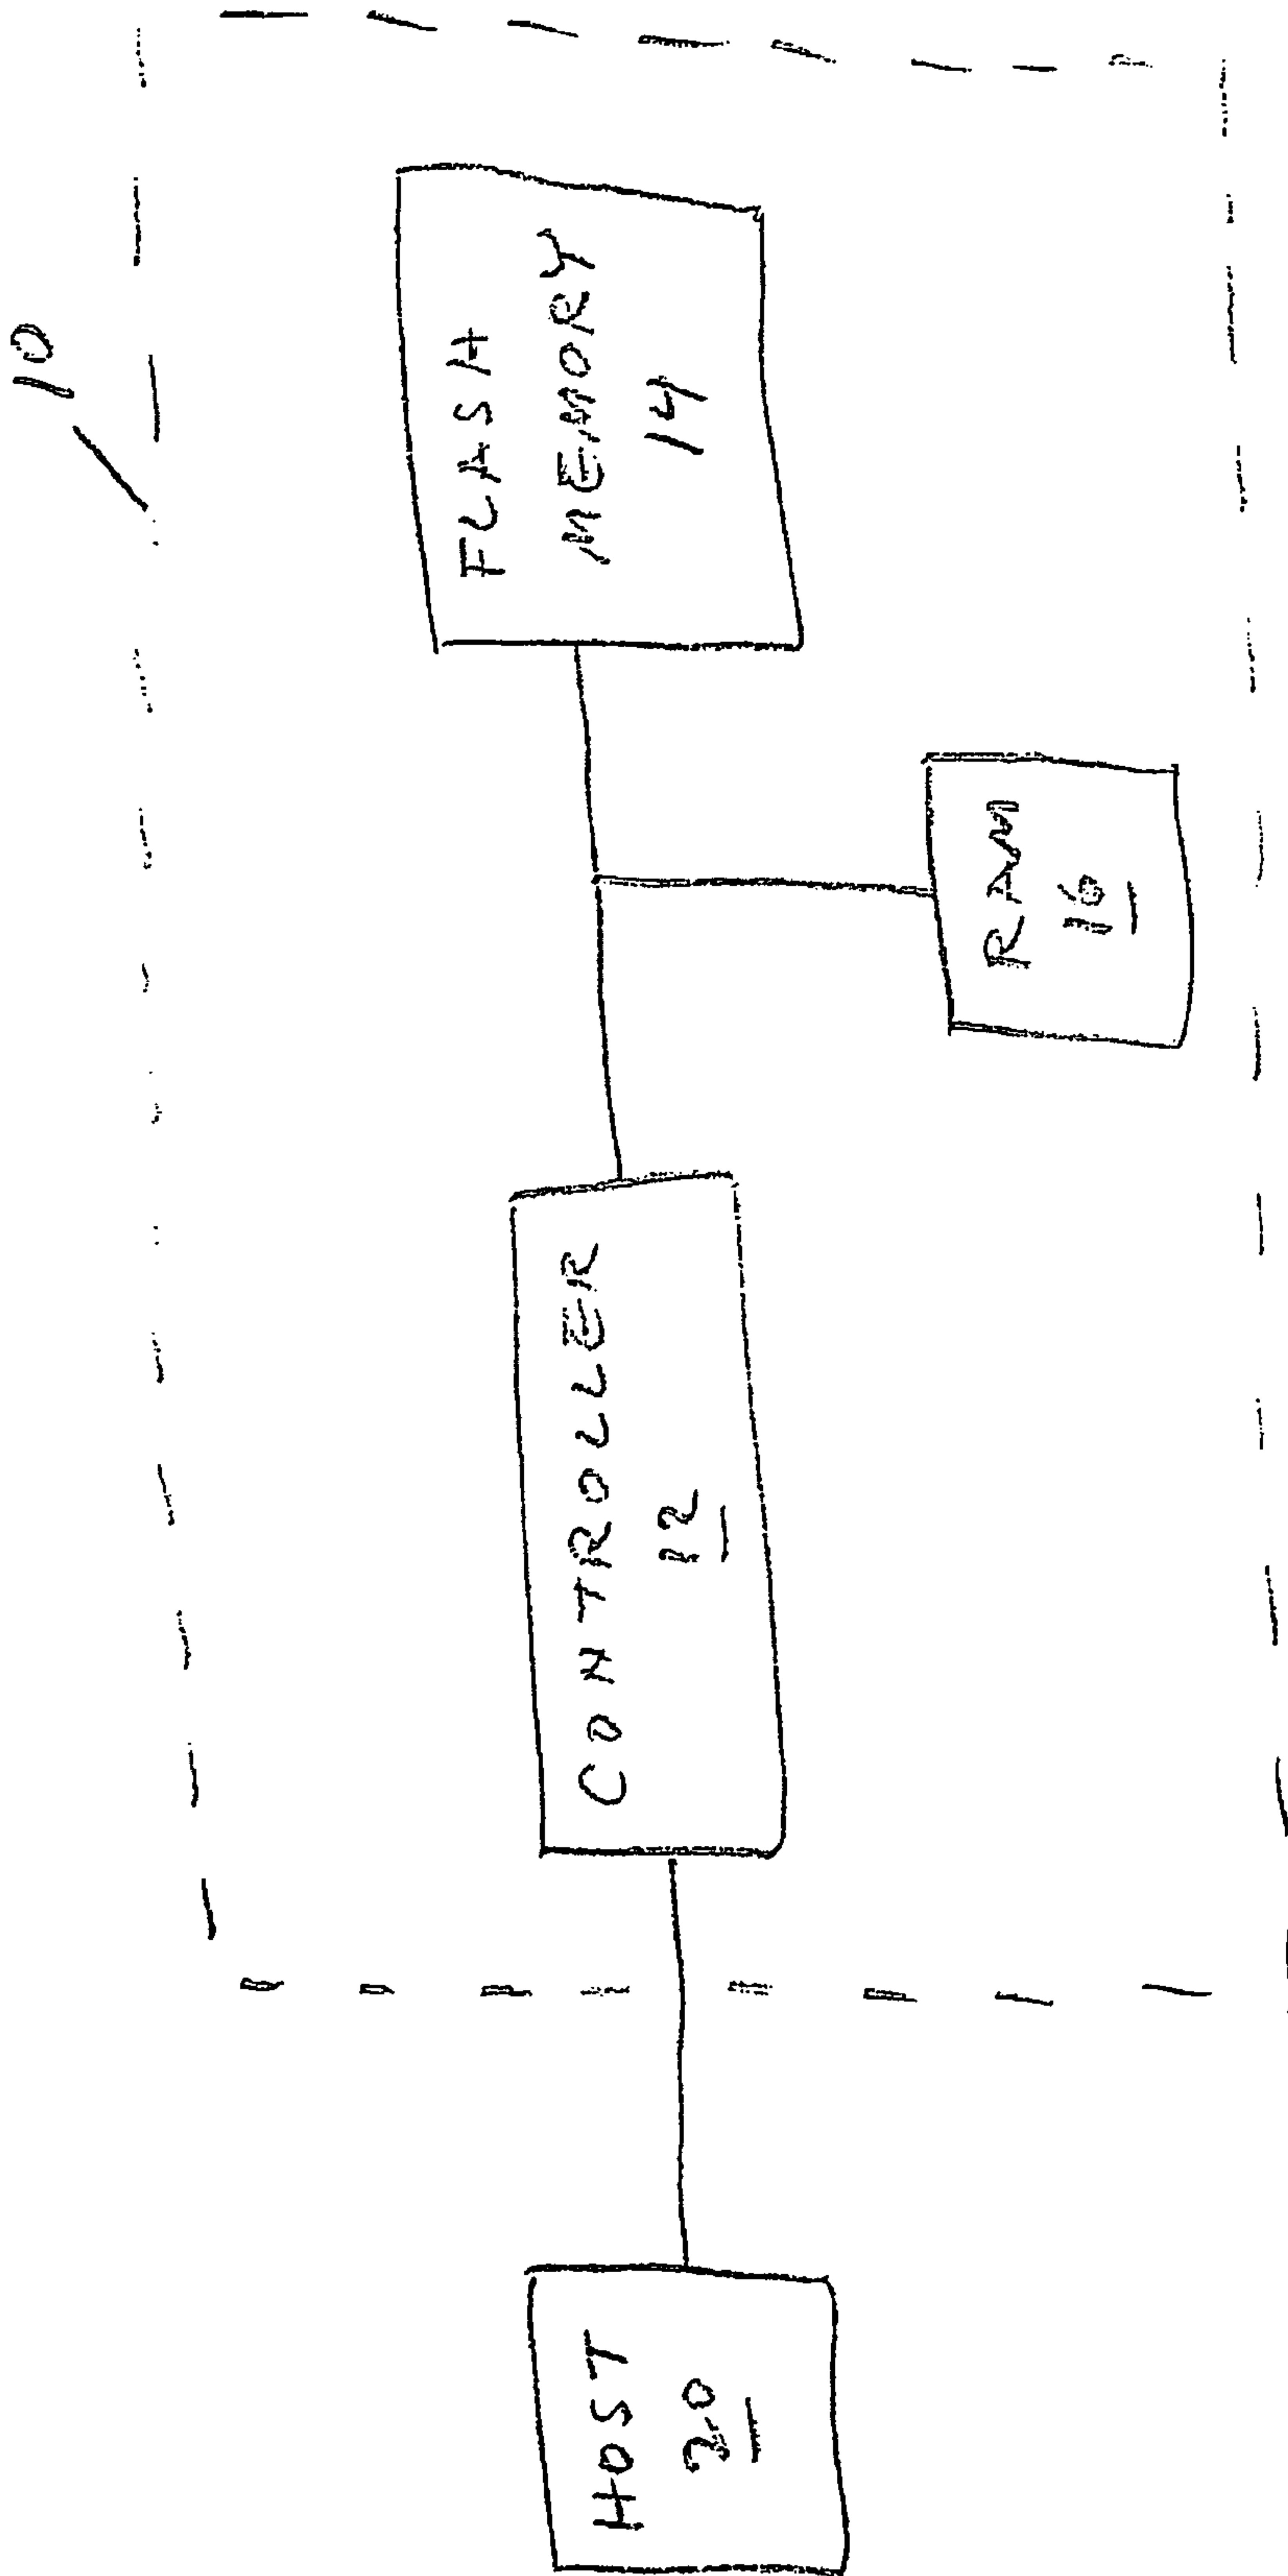 10
HOST
20
CONTROLLER
12
FLASH
MEMORY
14
RAM
16